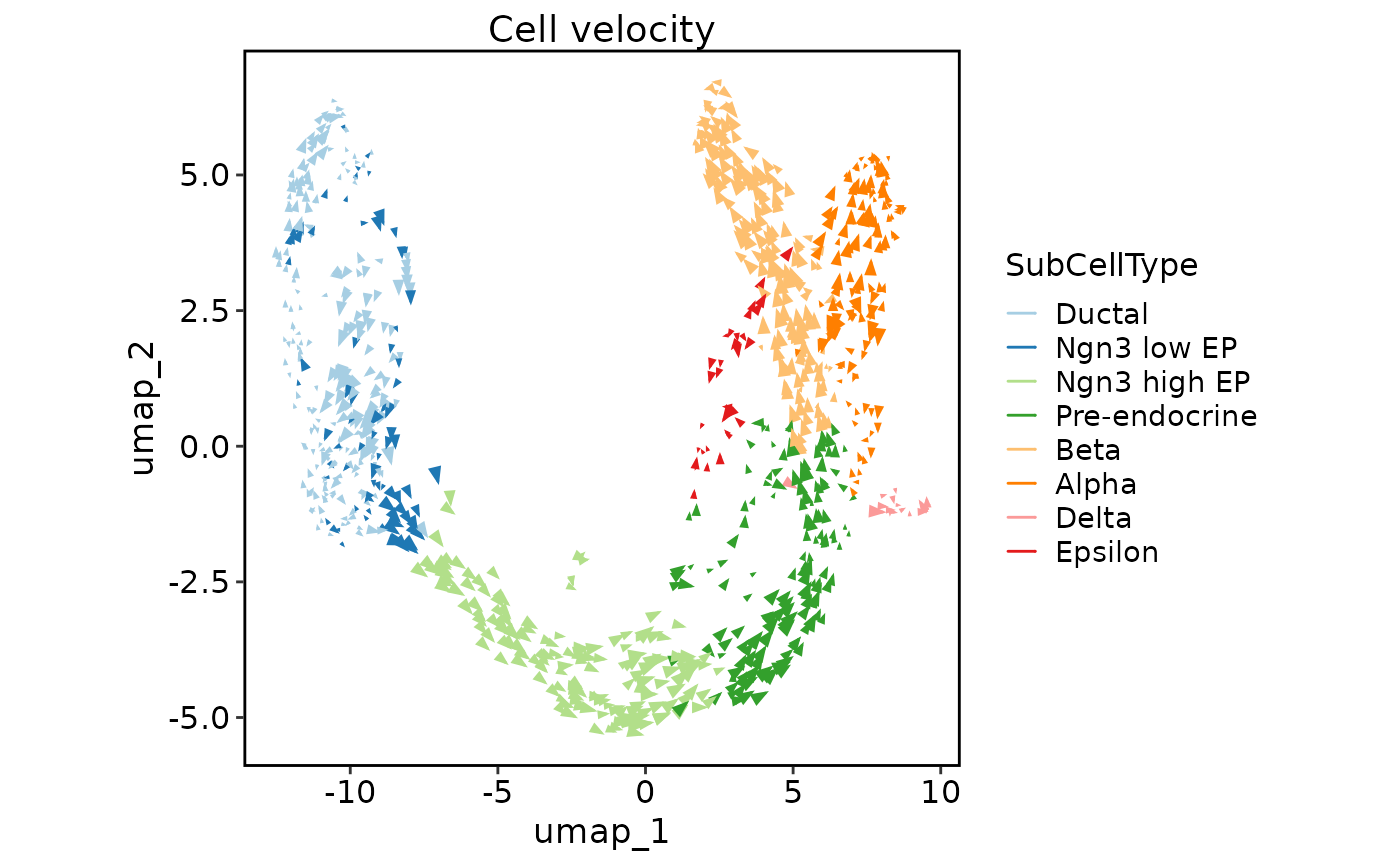 Cell velocity
umap_2
5.0
2.5
0.0
-2.5
-5.0
-10
-5
0
5
10
umap_1
SubCellType
Ductal
Ngn3 low EP
Ngn3 high EP
Pre-endocrine
Beta
Alpha
Delta
Epsilon